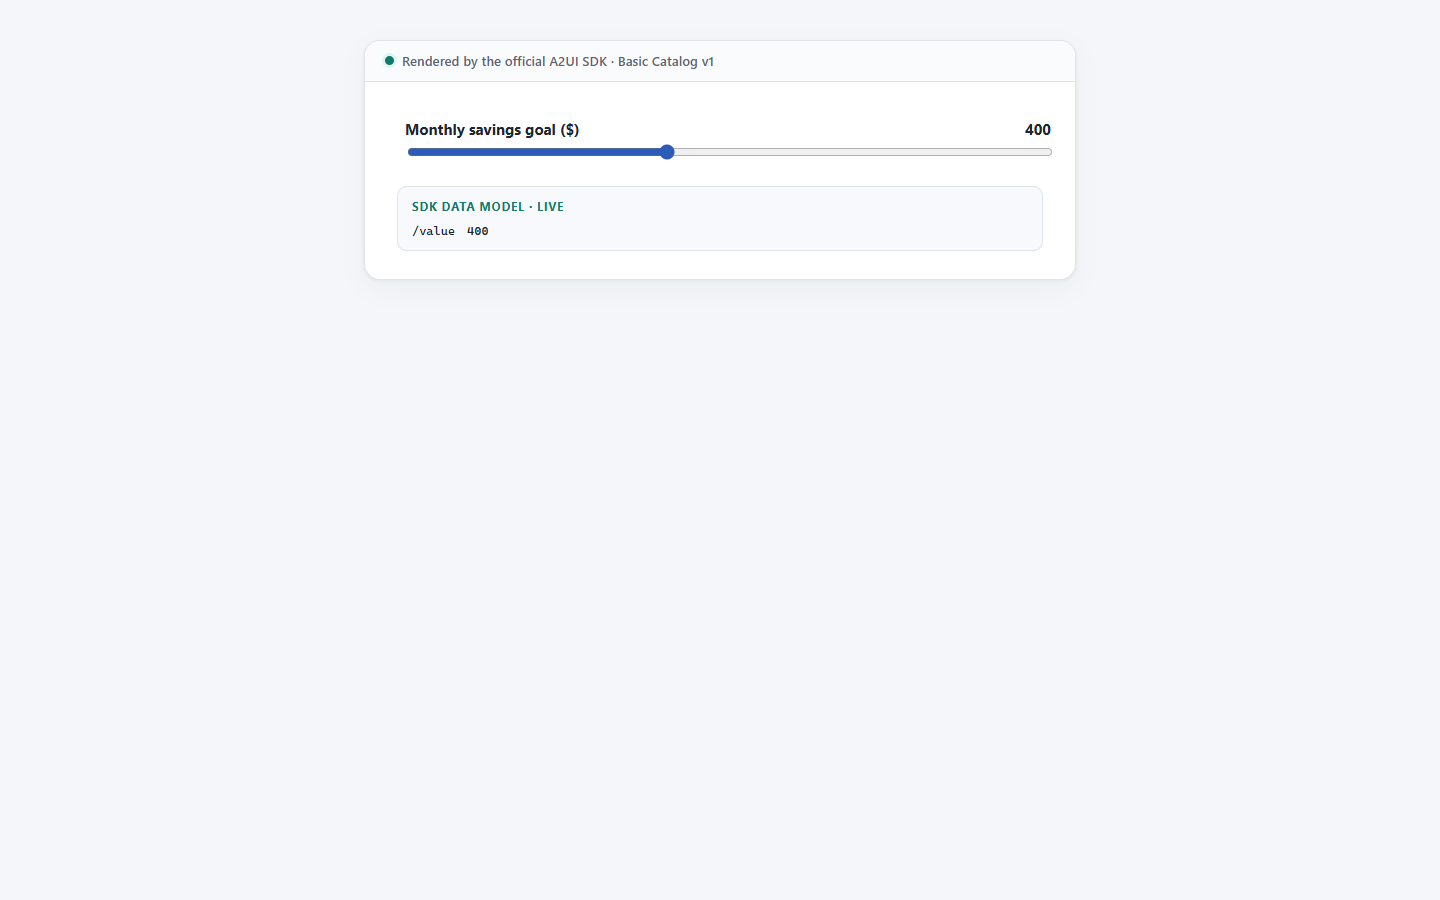 Rendered by the official A2UI SDK · Basic Catalog v1
Monthly savings goal ($) 400
SDK DATA MODEL · LIVE
/value 400